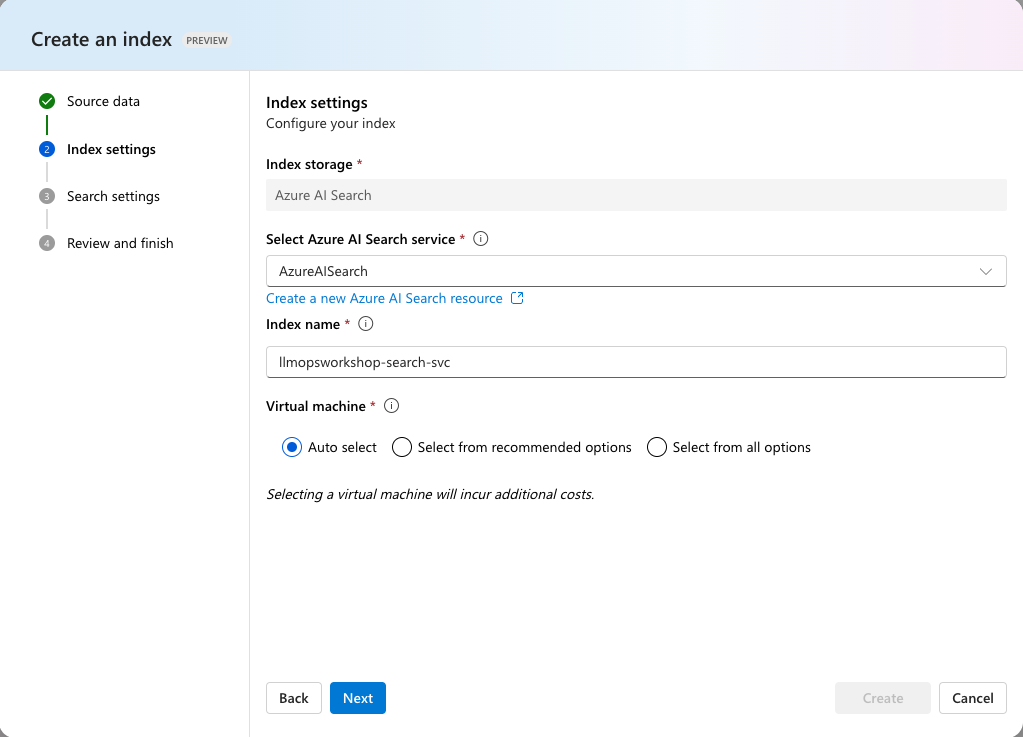 Create an index PREVIEW
Source data
2 Index settings
3 Search settings
4 Review and finish
Index settings
Configure your index
Index storage *
Azure AI Search
Select Azure AI Search service *
AzureAISearch
Create a new Azure AI Search resource
Index name *
llmopsworkshop-search-svc
Virtual machine *
Auto select Select from recommended options Select from all options
Selecting a virtual machine will incur additional costs.
Back Next Create Cancel